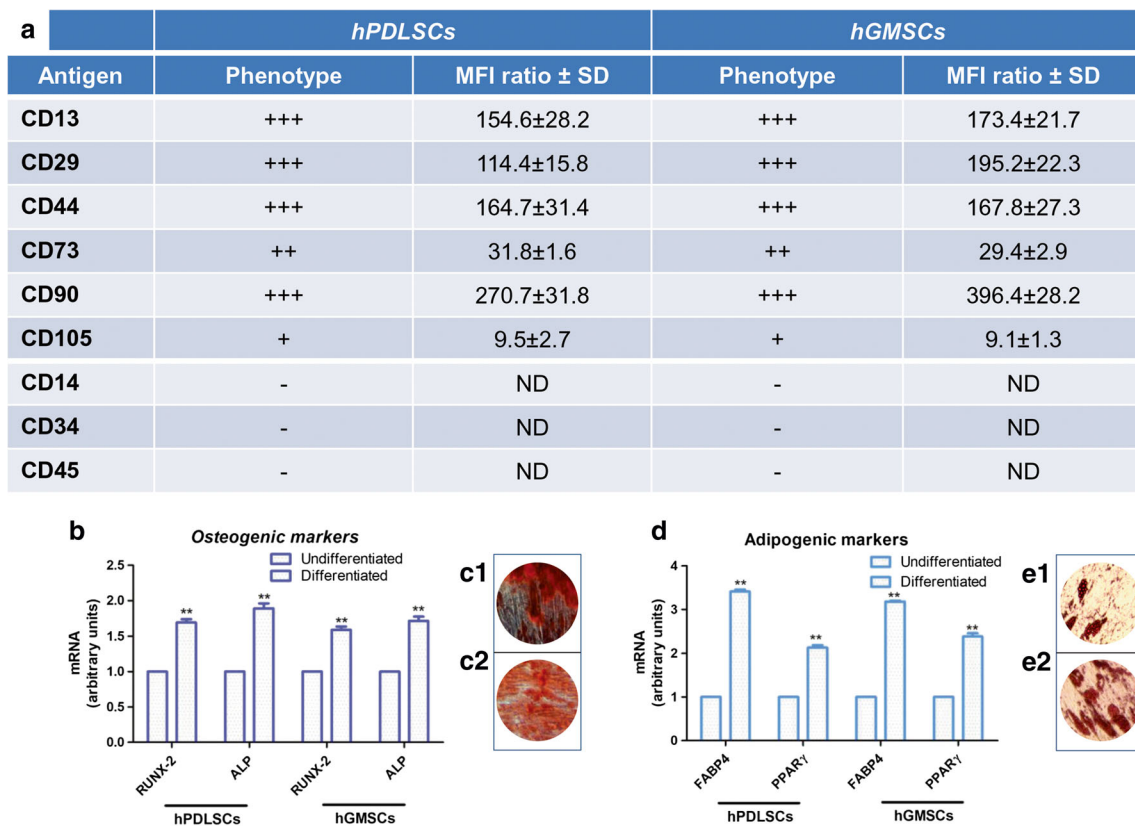 a hPDLSCs hGMSCs
Antigen Phenotype MFI ratio ± SD Phenotype MFI ratio ± SD
CD13 +++ 154.6±28.2 +++ 173.4±21.7
CD29 +++ 114.4±15.8 +++ 195.2±22.3
CD44 +++ 164.7±31.4 +++ 167.8±27.3
CD73 ++ 31.8±1.6 ++ 29.4±2.9
CD90 +++ 270.7±31.8 +++ 396.4±28.2
CD105 + 9.5±2.7 + 9.1±1.3
CD14 - ND - ND
CD34 - ND - ND
CD45 - ND - ND
b
Osteogenic markers
Undifferentiated
Differentiated
mRNA
(arbitrary units)
2.5
2.0
1.5
1.0
0.5
0.0
** ** ** **
RUNX-2 ALP RUNX-2 ALP
hPDLSCs hGMSCs
c1
c2
d
Adipogenic markers
Undifferentiated
Differentiated
mRNA
(arbitrary units)
4
3
2
1
0
** ** ** **
FABP4 PPARγ FABP4 PPARγ
hPDLSCs hGMSCs
e1
e2